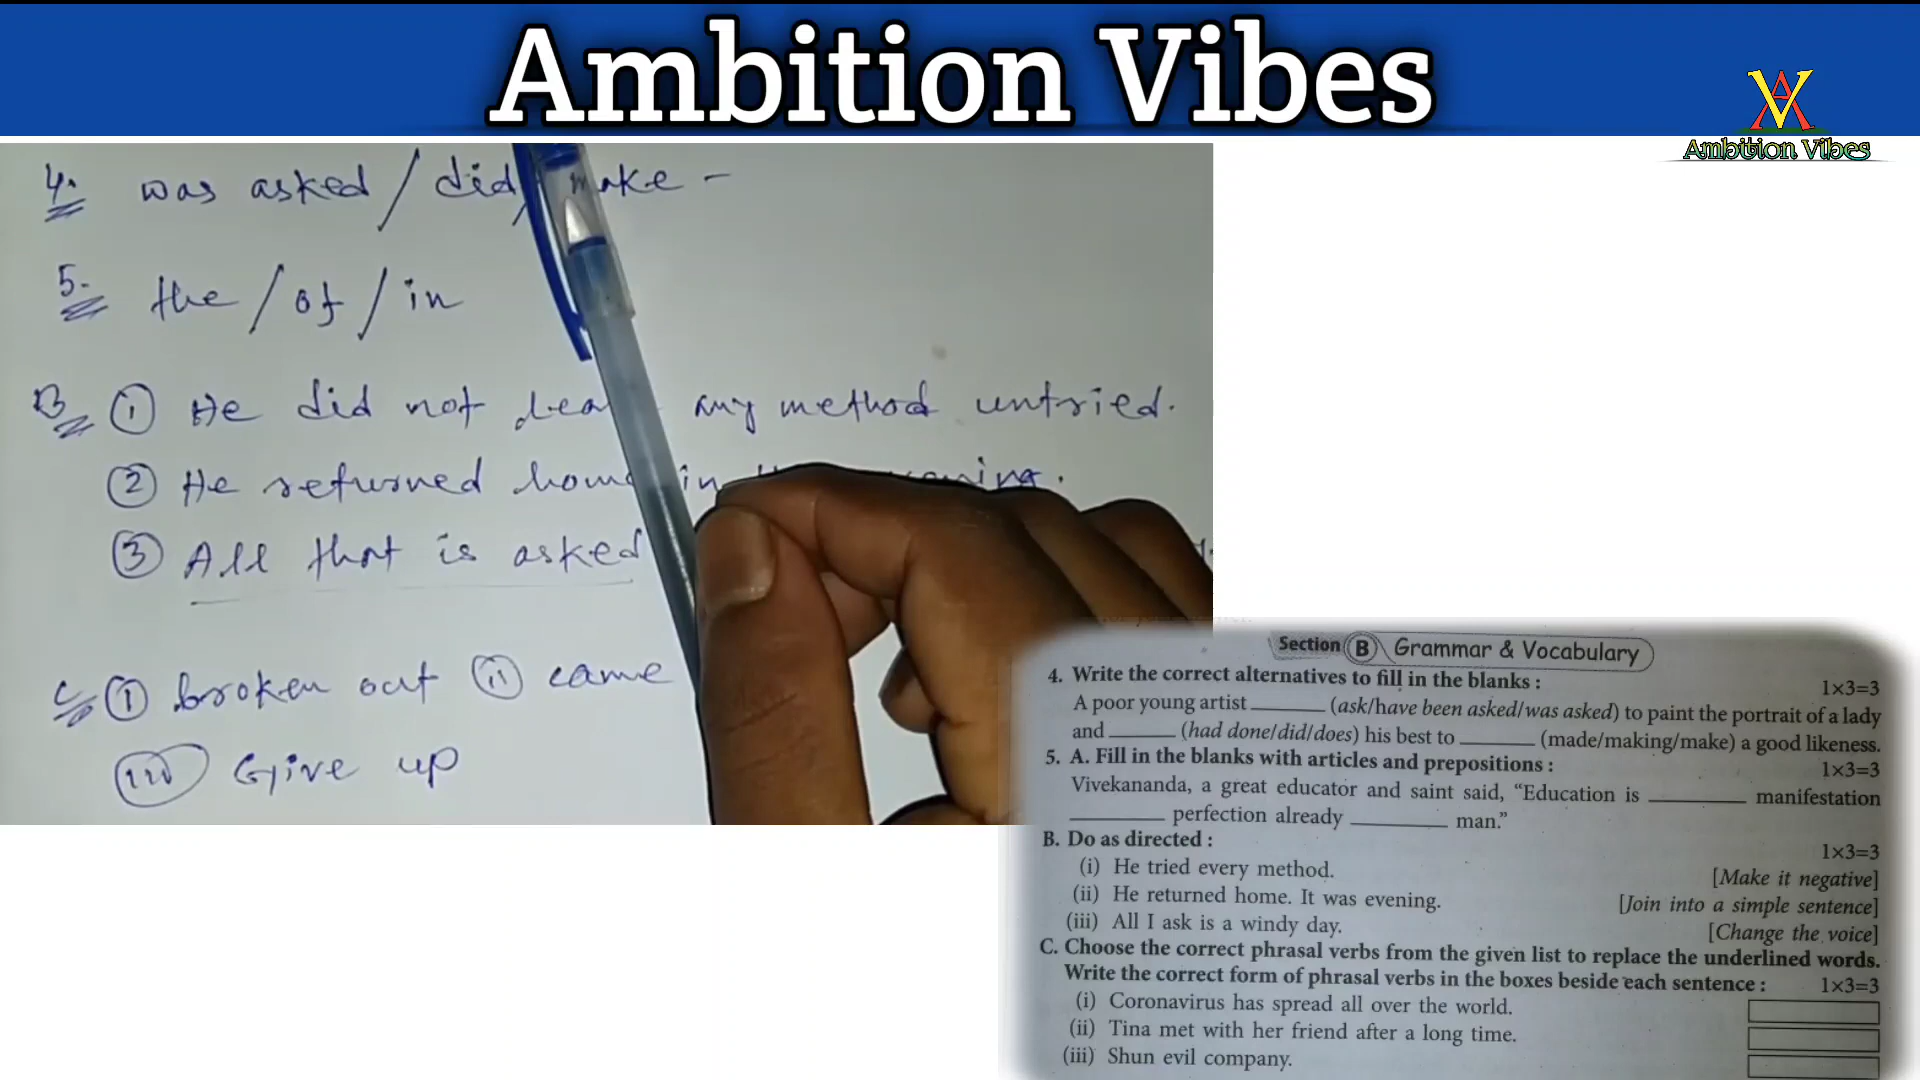 Ambition Vibes
Ambition Vibes
4. was asked / did / make -
5. the / of / in
B ① He did not any method untried.
② He returned home in
③ All that is asked
C ① broken out ② came
iii Give up
Section B Grammar & Vocabulary
4. Write the correct alternatives to fill in the blanks : 1×3=3
A poor young artist ________ (ask/have been asked/was asked) to paint the portrait of a lady
and ________ (had done/did/does) his best to ________ (made/making/make) a good likeness.
5. A. Fill in the blanks with articles and prepositions : 1×3=3
Vivekananda, a great educator and saint said, “Education is ________ manifestation
________ perfection already ________ man.”
B. Do as directed : 1×3=3
(i) He tried every method. [Make it negative]
(ii) He returned home. It was evening. [Join into a simple sentence]
(iii) All I ask is a windy day. [Change the voice]
C. Choose the correct phrasal verbs from the given list to replace the underlined words.
Write the correct form of phrasal verbs in the boxes beside each sentence : 1×3=3
(i) Coronavirus has spread all over the world.
(ii) Tina met with her friend after a long time.
(iii) Shun evil company.